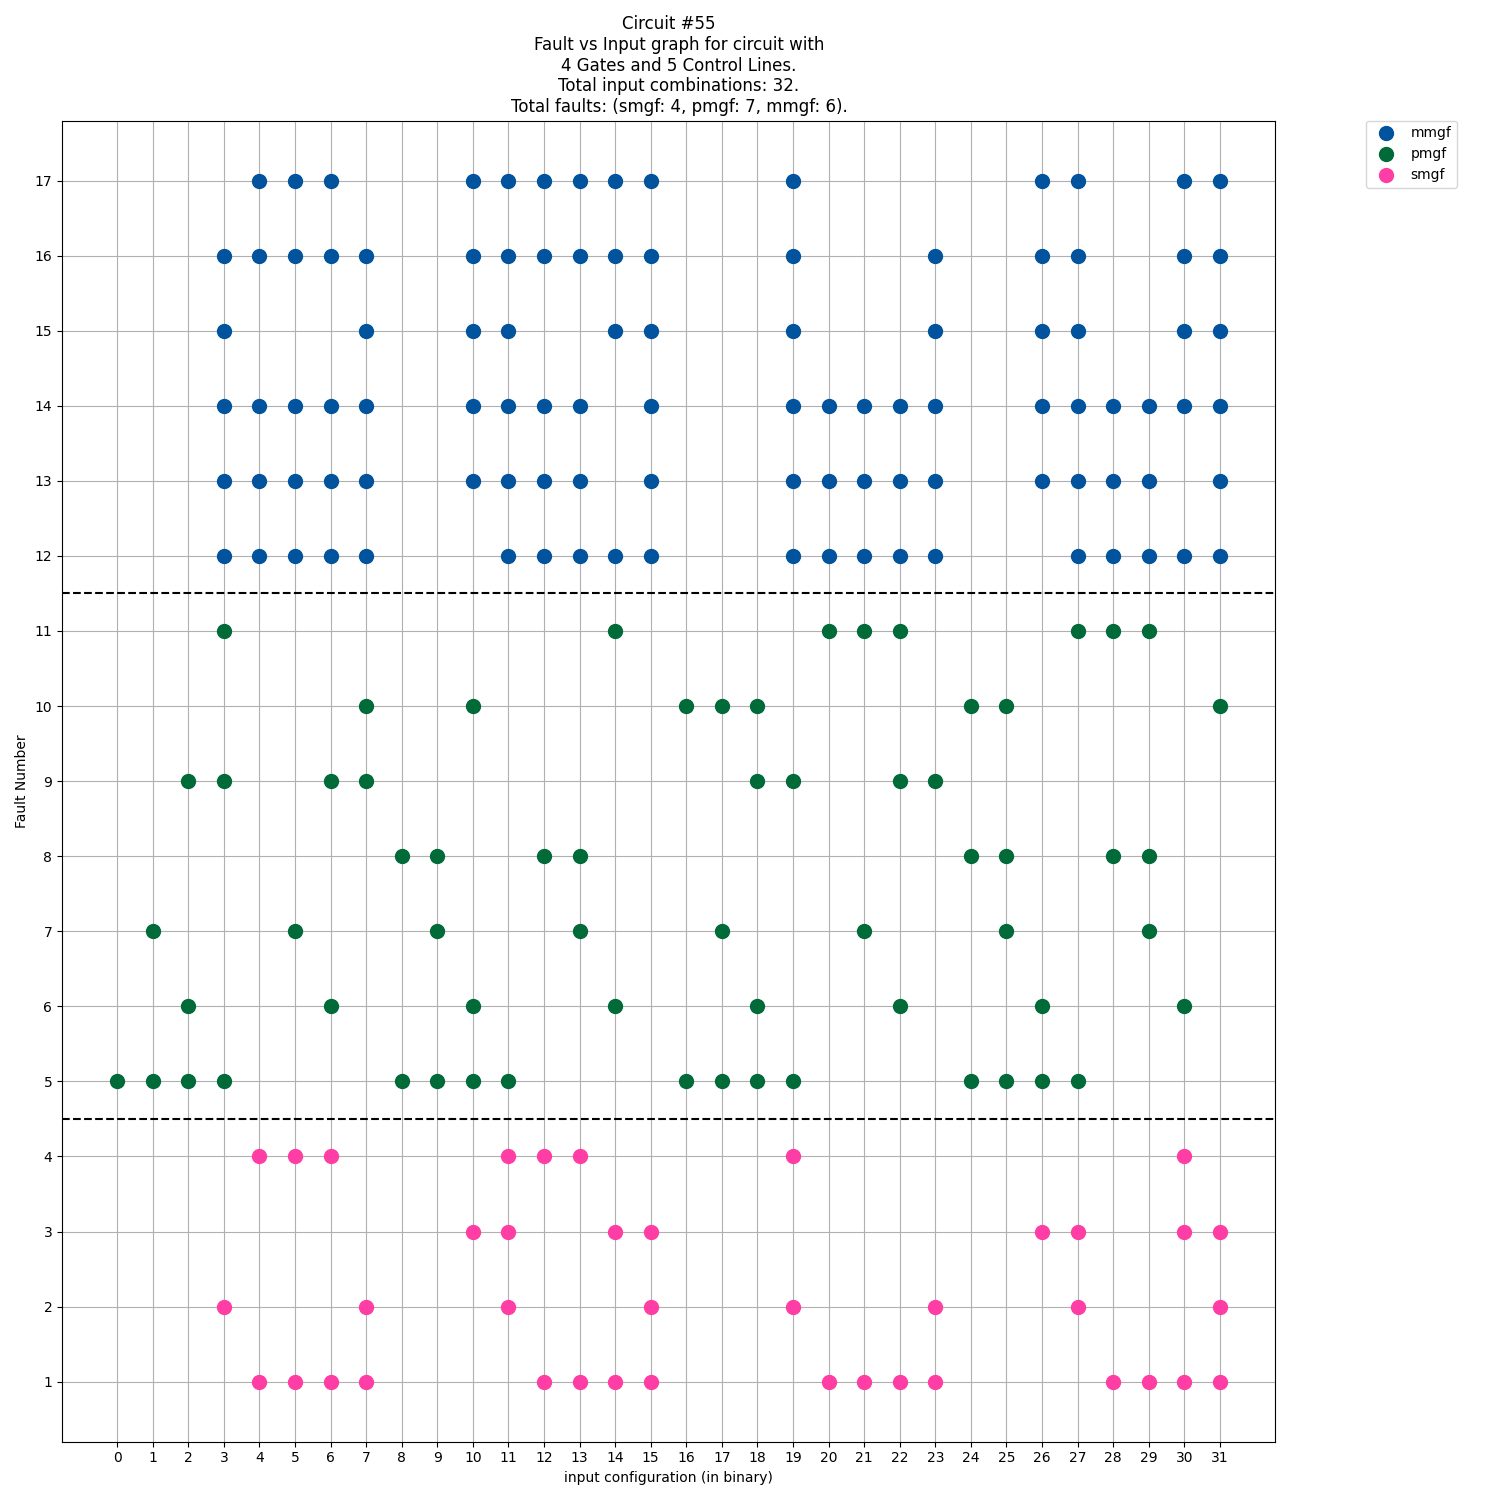 Circuit #55
Fault vs Input graph for circuit with
4 Gates and 5 Control Lines.
Total input combinations: 32.
Total faults: (smgf: 4, pmgf: 7, mmgf: 6).
mmgf
pmgf
smgf
17
16
15
14
13
12
11
10
9
8
7
6
5
4
3
2
1
Fault Number
0 1 2 3 4 5 6 7 8 9 10 11 12 13 14 15 16 17 18 19 20 21 22 23 24 25 26 27 28 29 30 31
input configuration (in binary)